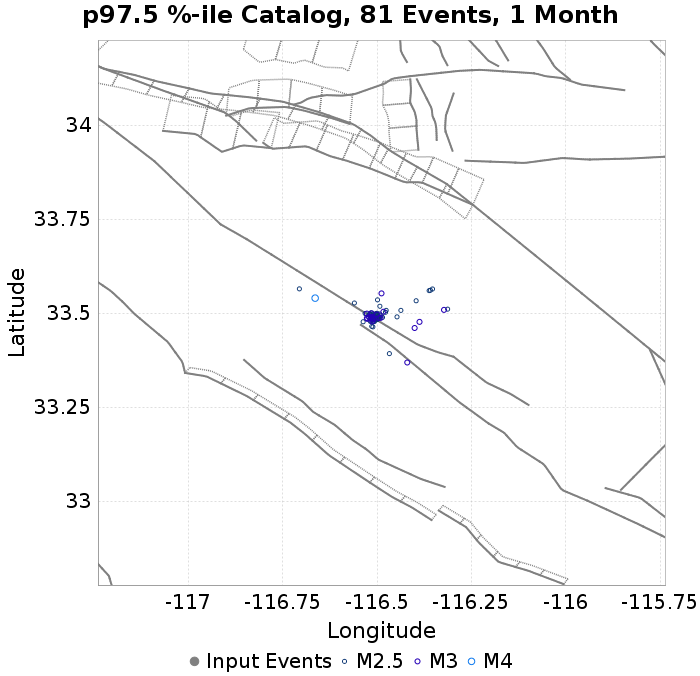 p97.5 %-ile Catalog, 81 Events, 1 Month
34
33.75
33.5
33.25
33
Latitude
-117
-116.75
-116.5
-116.25
-116
-115.75
Longitude
Input Events
M2.5
M3
M4